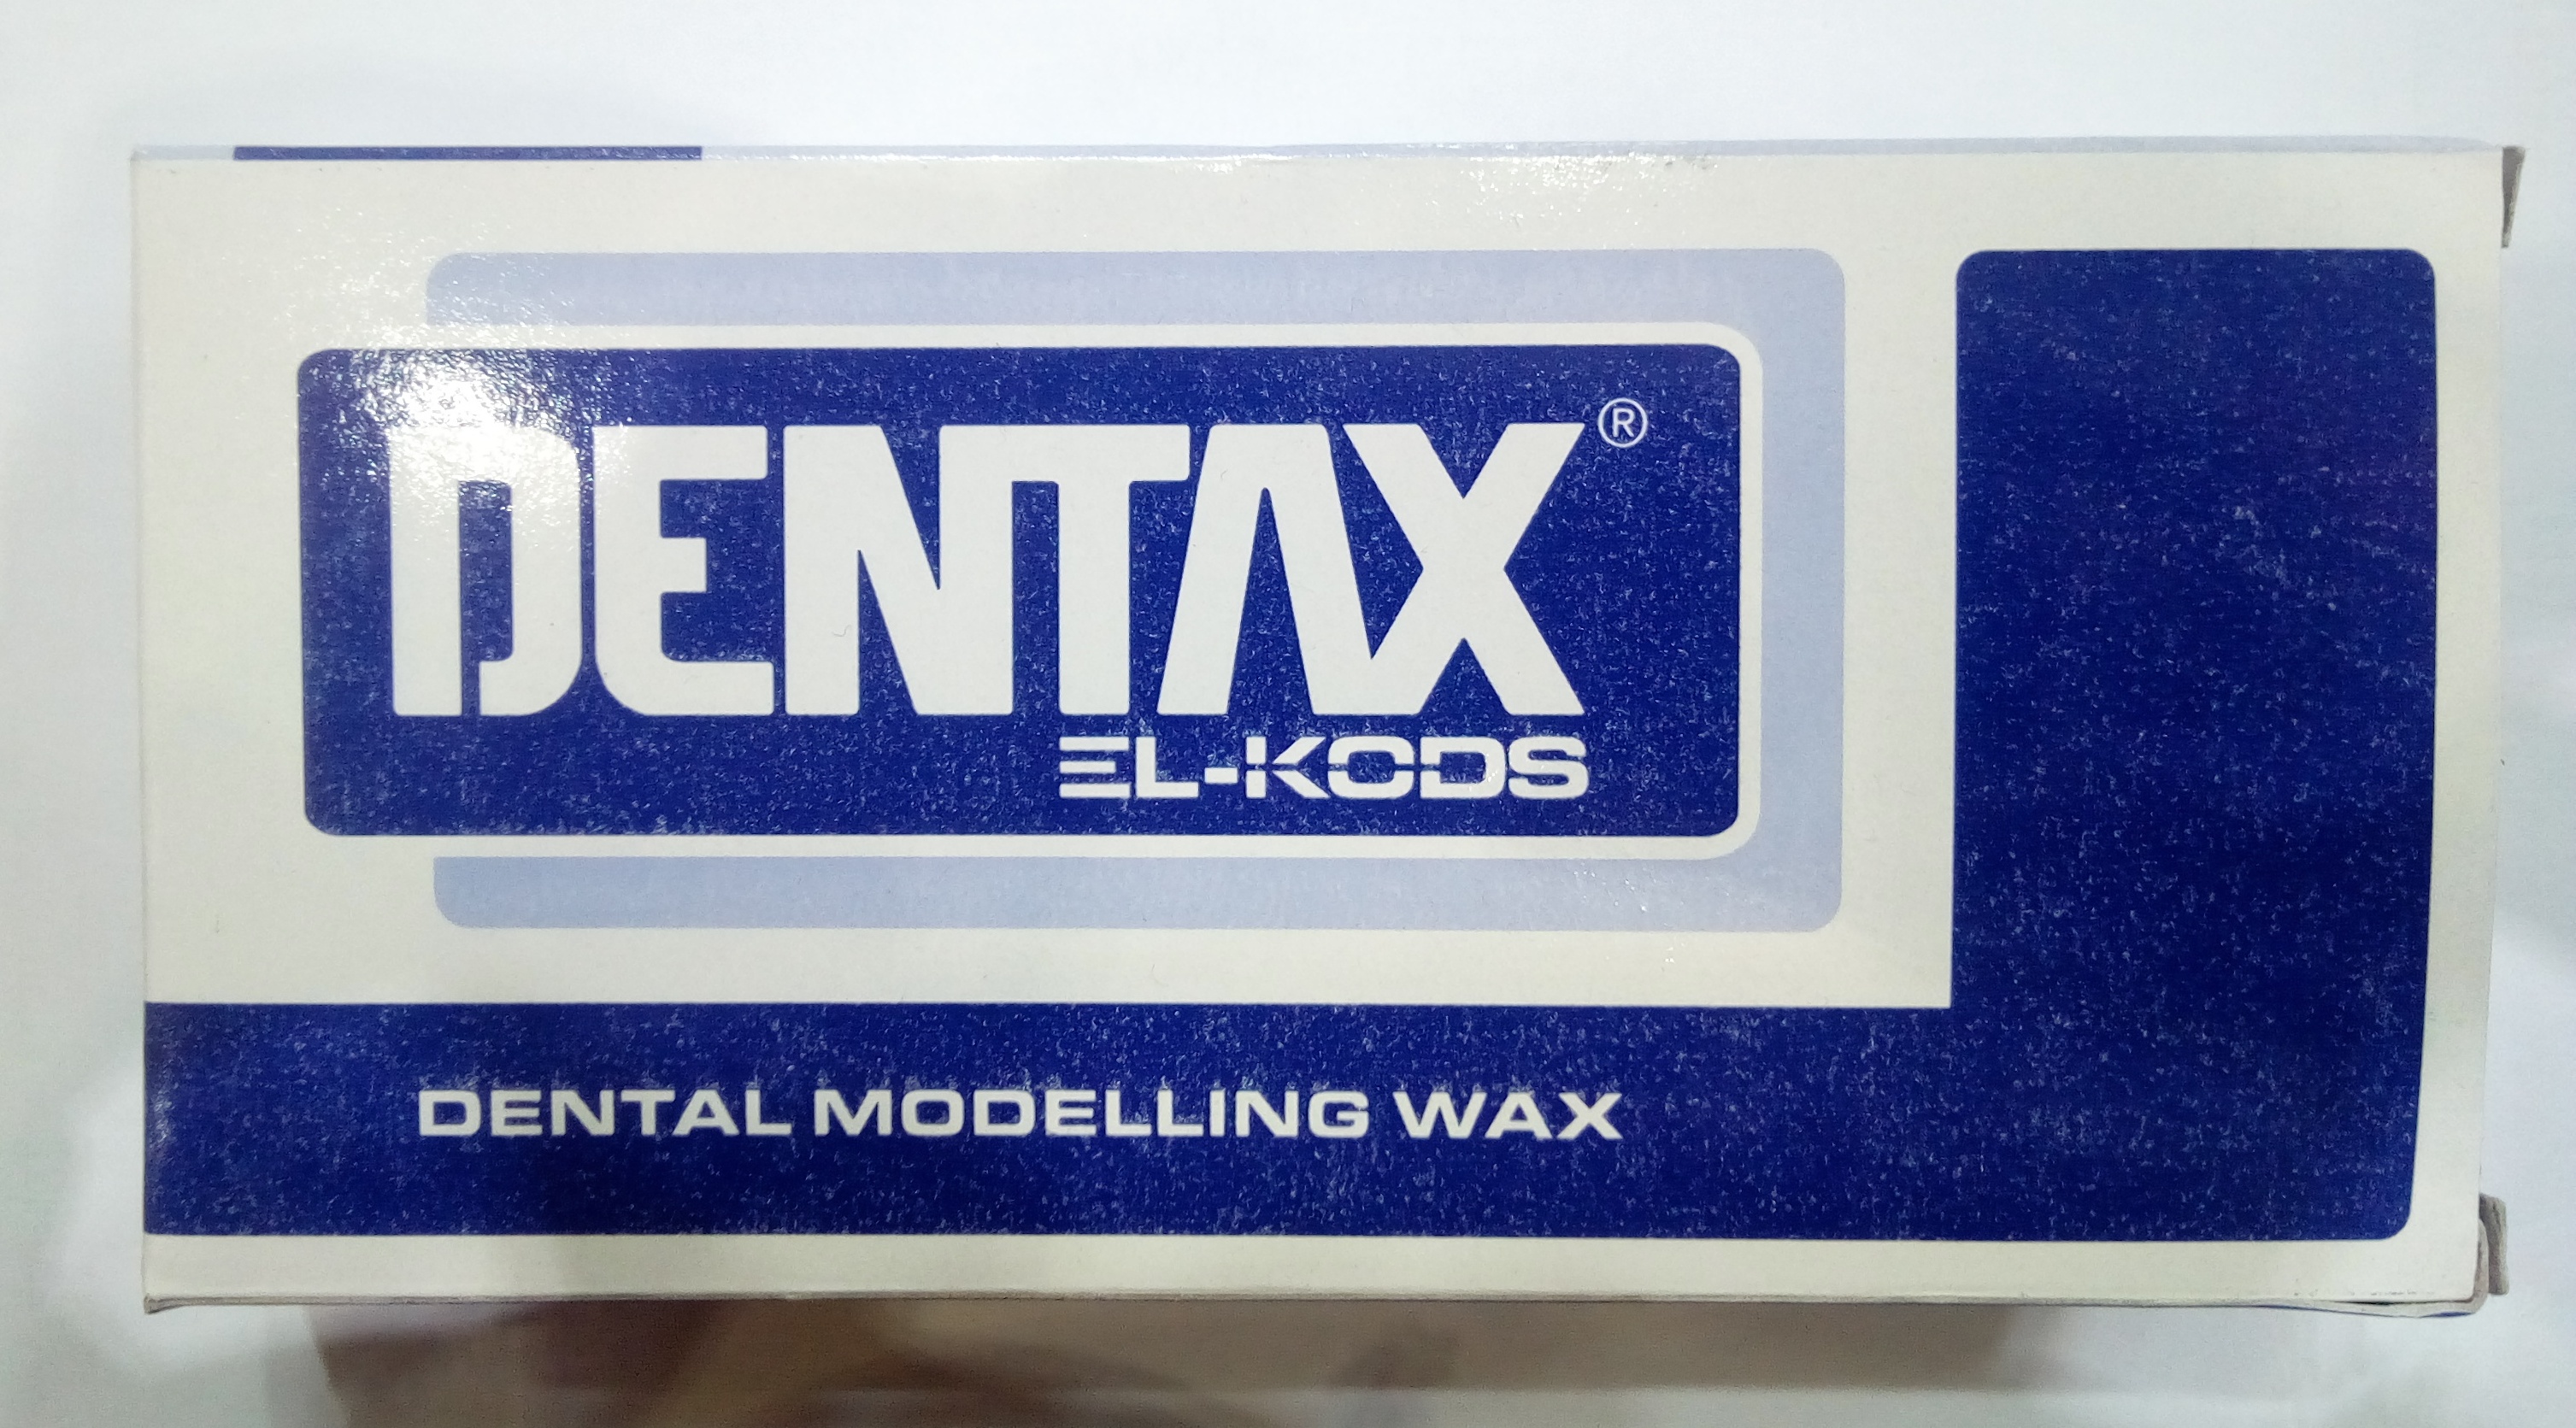 DENTAX®
EL-KODS
DENTAL MODELLING WAX